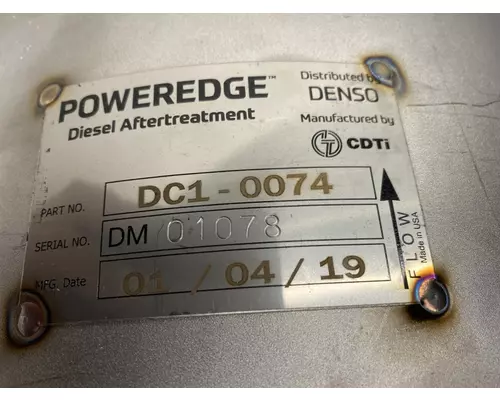 POWEREDGE™
Diesel Aftertreatment
Distributed by
DENSO
Manufactured by
CDTi
PART NO. DC1-0074
SERIAL NO. DM 01078
MFG. Date 01 / 04 / 19
FLOW
Made in USA